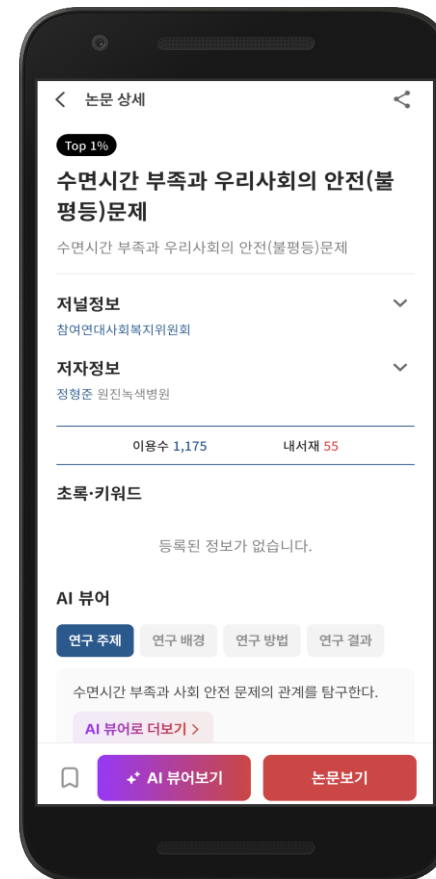 논문 상세
Top 1%
수면시간 부족과 우리사회의 안전(불
평등)문제
수면시간 부족과 우리사회의 안전(불평등)문제
저널정보
참여연대사회복지위원회
저자정보
정형준 원진녹색병원
이용수 1,175 내서재 55
초록·키워드
등록된 정보가 없습니다.
AI 뷰어
연구 주제 연구 배경 연구 방법 연구 결과
수면시간 부족과 사회 안전 문제의 관계를 탐구한다.
AI 뷰어로 더보기 >
AI 뷰어보기 논문보기